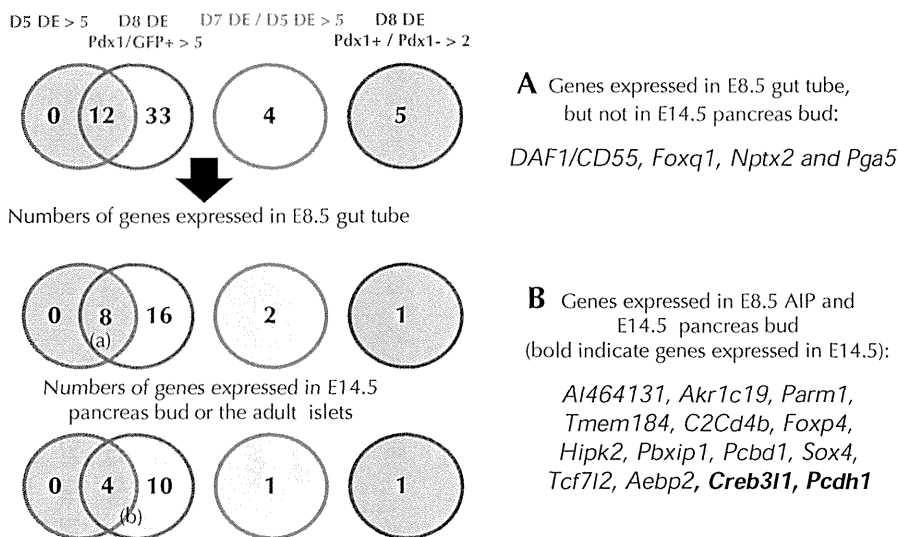 D5 DE > 5 D8 DE D7 DE / D5 DE > 5 D8 DE
Pdx1/GFP+ > 5 Pdx1+ / Pdx1- > 2
0 12 33 4 5
Numbers of genes expressed in E8.5 gut tube
0 8 16 2 1
(a)
Numbers of genes expressed in E14.5
pancreas bud or the adult islets
0 4 10 1 1
(b)
A Genes expressed in E8.5 gut tube,
but not in E14.5 pancreas bud:
DAF1/CD55, Foxq1, Nptx2 and Pga5
B Genes expressed in E8.5 AIP and
E14.5 pancreas bud
(bold indicate genes expressed in E14.5):
AI464131, Akr1c19, Parm1,
Tmem184, C2Cd4b, Foxp4,
Hipk2, Pbxip1, Pcbd1, Sox4,
Tcf7l2, Aebp2, Creb3l1, Pcdh1